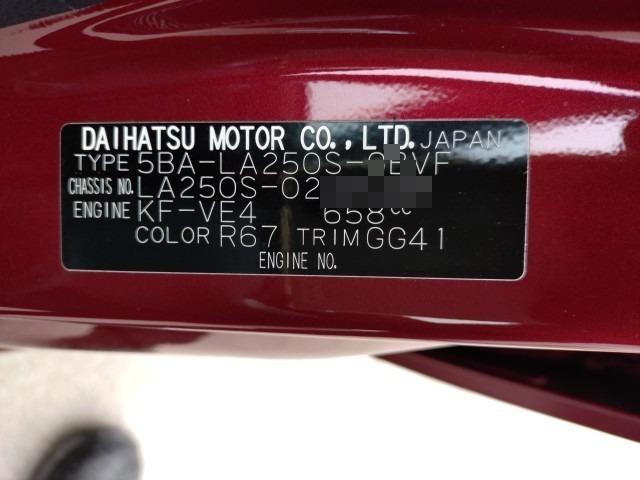 DAIHATSU MOTOR CO., LTD. JAPAN
TYPE 5BA-LA250S-GBVF
CHASSIS NO. LA250S-02
ENGINE KF-VE4 658cc
COLOR R67 TRIM GG41
ENGINE NO.